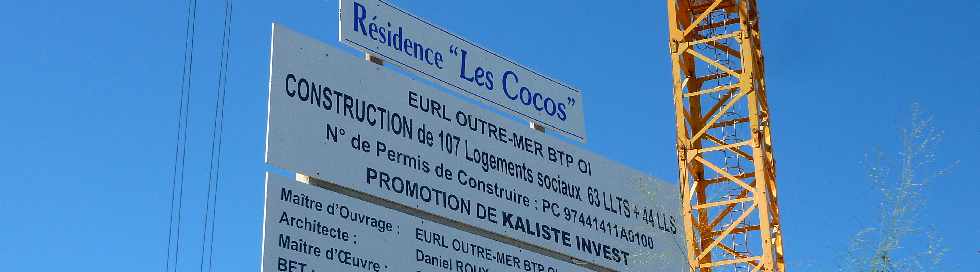 Résidence "Les Cocos"
EURL OUTRE-MER BTP OI
CONSTRUCTION de 107 Logements sociaux 63 LLTS + 44 LLS
N° de Permis de Construire : PC 97441411A0100
PROMOTION DE KALISTE INVEST
Maître d'Ouvrage : EURL OUTRE-MER BTP OI
Architecte : Daniel
Maître d'Œuvre :
BET